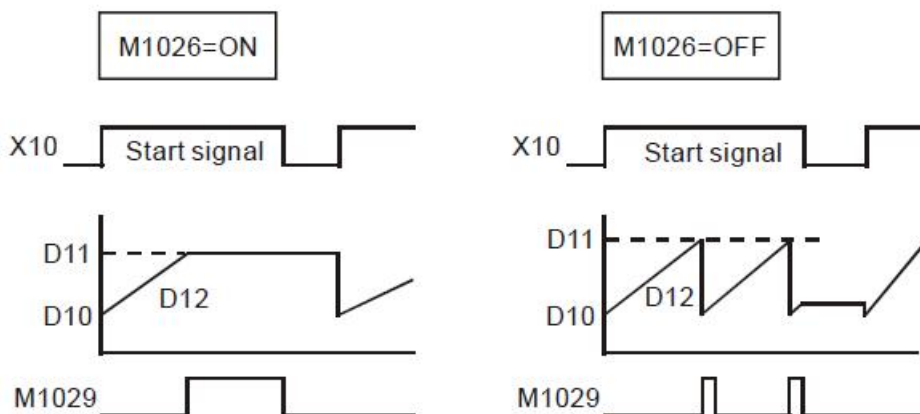 M1026=ON
X10
Start signal
D11
D12
D10
M1029
M1026=OFF
X10
Start signal
D11
D12
D10
M1029